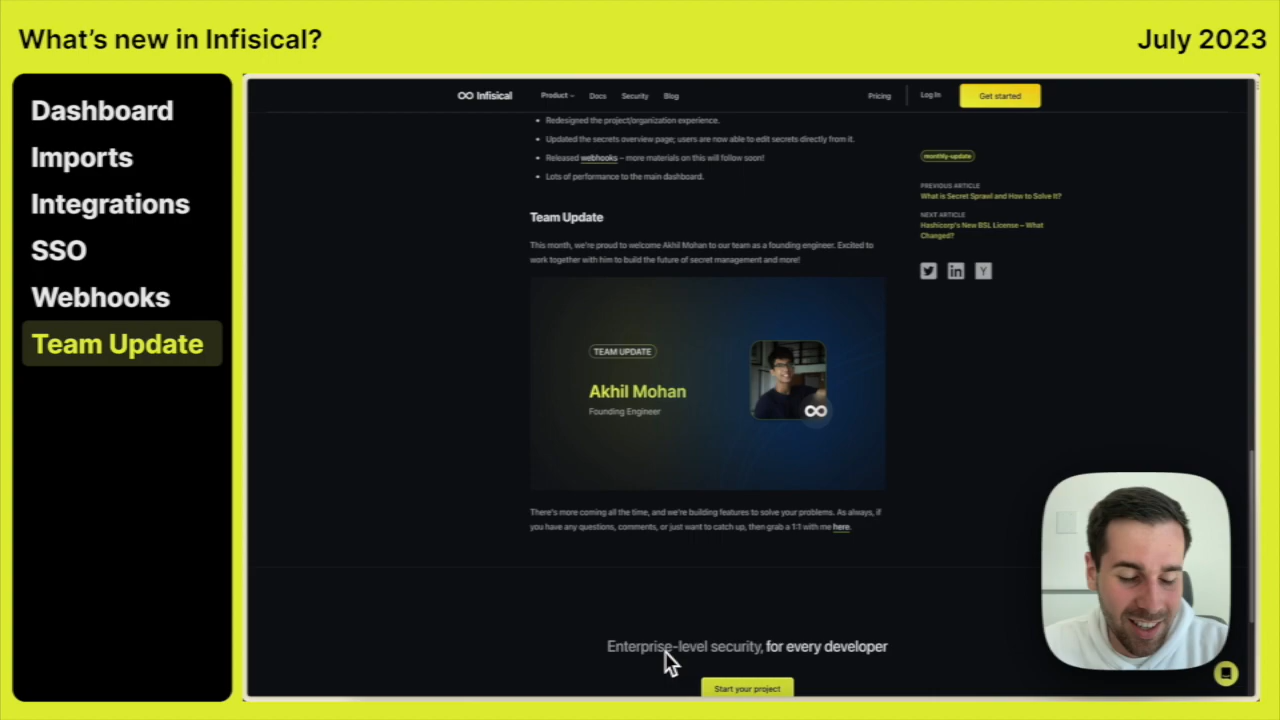 What's new in Infisical?
July 2023
Dashboard
Imports
Integrations
SSO
Webhooks
Team Update
Infisical
Product
Docs
Security
Blog
Pricing
Log In
Get started
Redesigned the project/organization experience.
Updated the secrets overview page; users are now able to edit secrets directly from it.
Released webhooks – more materials on this will follow soon!
Lots of performance to the main dashboard.
Team Update
This month, we're proud to welcome Akhil Mohan to our team as a founding engineer. Excited to
work together with him to build the future of secret management and more!
TEAM UPDATE
Akhil Mohan
Founding Engineer
There's more coming all the time, and we're building features to solve your problems. As always, if
you have any questions, comments, or just want to catch up, then grab a 1:1 with me here.
monthly-update
PREVIOUS ARTICLE
What is Secret Sprawl and How to Solve It?
NEXT ARTICLE
Hashicorp's New BSL License – What
Changed?
Enterprise-level security, for every developer
Start your project